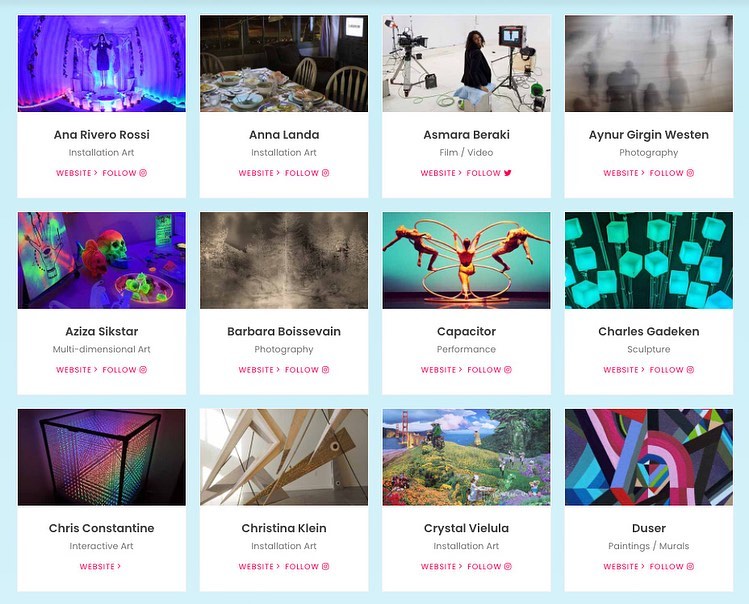 Ana Rivero Rossi
Installation Art
WEBSITE > FOLLOW
Anna Landa
Installation Art
WEBSITE > FOLLOW
Asmara Beraki
Film / Video
WEBSITE > FOLLOW
Aynur Girgin Westen
Photography
WEBSITE > FOLLOW
Aziza Sikstar
Multi-dimensional Art
WEBSITE > FOLLOW
Barbara Boissevain
Photography
WEBSITE > FOLLOW
Capacitor
Performance
WEBSITE > FOLLOW
Charles Gadeken
Sculpture
WEBSITE > FOLLOW
Chris Constantine
Interactive Art
WEBSITE >
Christina Klein
Installation Art
WEBSITE > FOLLOW
Crystal Vielula
Installation Art
WEBSITE > FOLLOW
Duser
Paintings / Murals
WEBSITE > FOLLOW